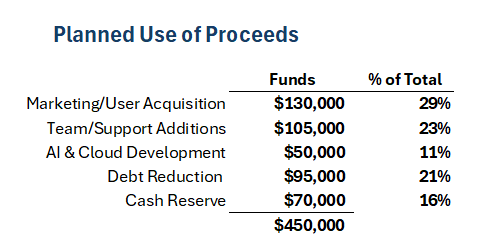 Planned Use of Proceeds
Funds % of Total
Marketing/User Acquisition $130,000 29%
Team/Support Additions $105,000 23%
AI & Cloud Development $50,000 11%
Debt Reduction $95,000 21%
Cash Reserve $70,000 16%
$450,000